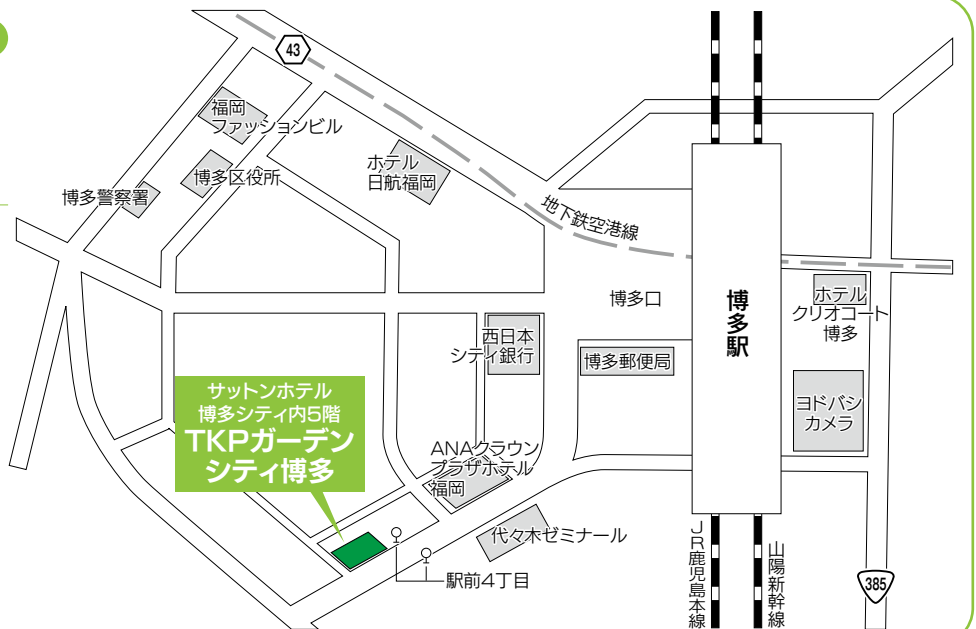 43
福岡
ファッションビル
博多区役所
博多警察署
ホテル
日航福岡
地下鉄空港線
博多口
博多駅
ホテル
クリオコート
博多
西日本
シティ銀行
博多郵便局
ヨドバシ
カメラ
サットンホテル
博多シティ内5階
TKPガーデン
シティ博多
ANAクラウン
プラザホテル
福岡
代々木ゼミナール
駅前4丁目
JR鹿児島本線
山陽新幹線
385